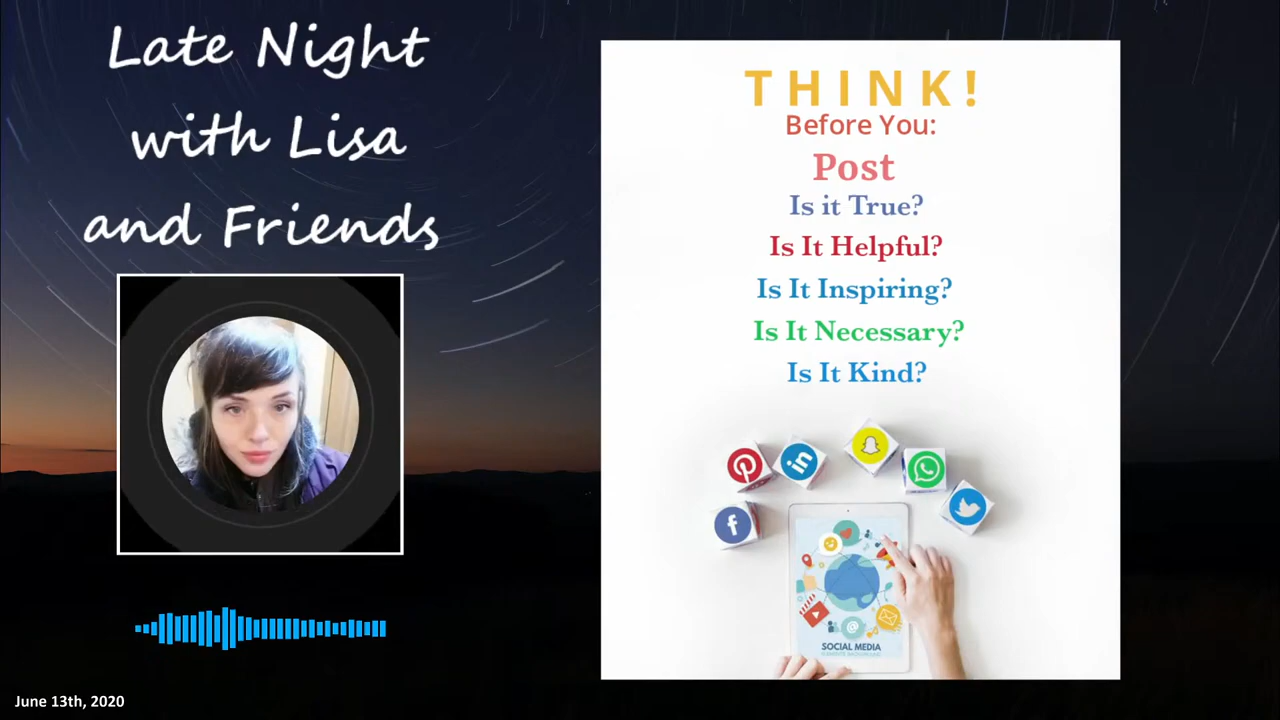 Late Night
with Lisa
and Friends
THINK!
Before You:
Post
Is it True?
Is It Helpful?
Is It Inspiring?
Is It Necessary?
Is It Kind?
SOCIAL MEDIA
June 13th, 2020